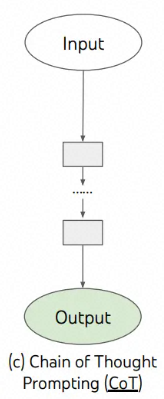 Input
......
Output
(c) Chain of Thought
Prompting (CoT)